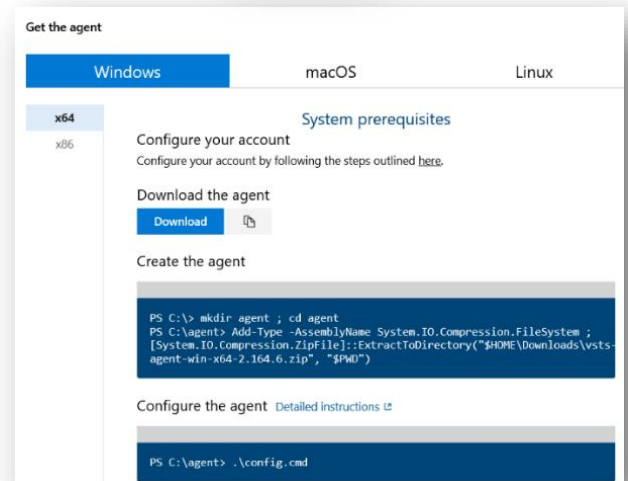 Get the agent
Windows
macOS
Linux
x64
x86
System prerequisites
Configure your account
Configure your account by following the steps outlined here.
Download the agent
Download
Create the agent
PS C:\> mkdir agent ; cd agent
PS C:\agent> Add-Type -AssemblyName System.IO.Compression.FileSystem ;
[System.IO.Compression.ZipFile]::ExtractToDirectory("$HOME\Downloads\vsts-
agent-win-x64-2.164.6.zip", "$PWD")
Configure the agent Detailed instructions
PS C:\agent> .\config.cmd